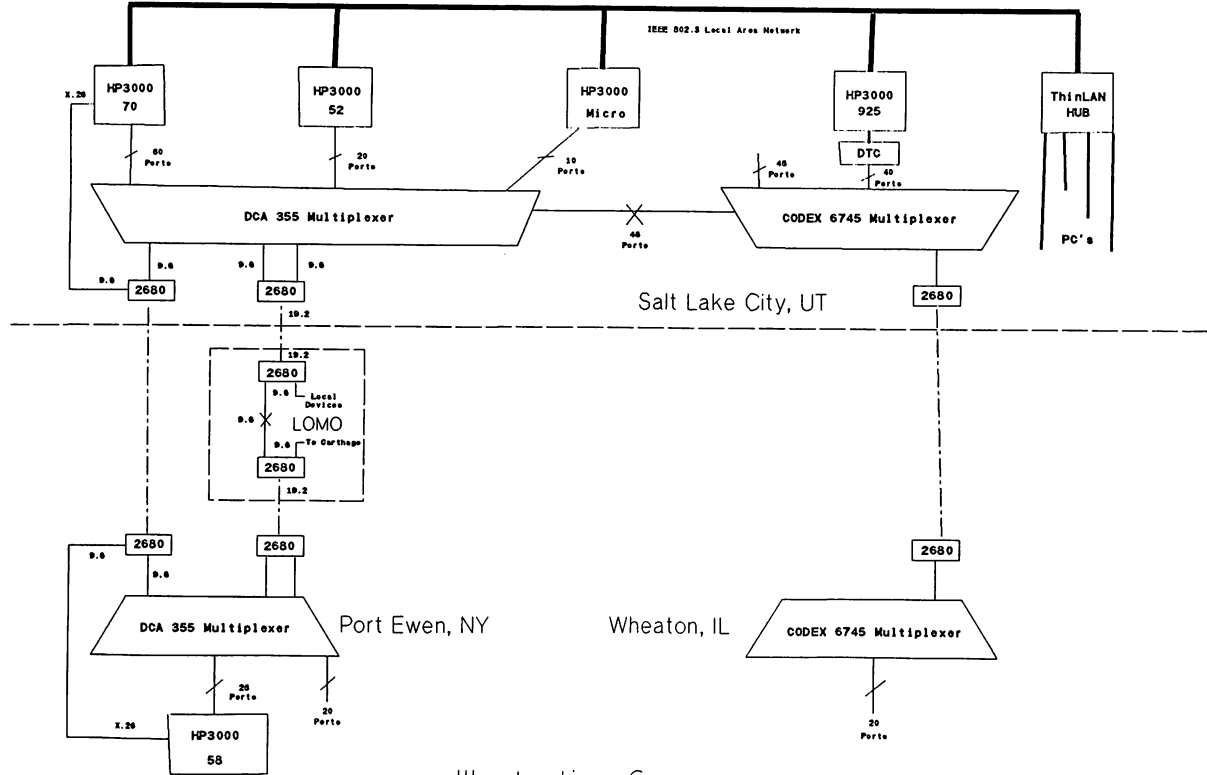 IEEE 802.3 Local Area Network
HP3000
70
HP3000
52
HP3000
Micro
HP3000
925
ThinLAN
HUB
X.25
DTC
60
Ports
20
Ports
10
Ports
45
Ports
40
Ports
DCA 355 Multiplexer
CODEX 6745 Multiplexer
45
Ports
PC's
9.6
9.6
9.6
9.6
2680
2680
2680
Salt Lake City, UT
19.2
19.2
2680
9.6
Local
Devices
9.6
LOMO
9.6
To Carthage
2680
19.2
2680
2680
2680
9.6
9.6
DCA 355 Multiplexer
Port Ewen, NY
Wheaton, IL
CODEX 6745 Multiplexer
25
Ports
20
Ports
20
Ports
X.25
HP3000
58